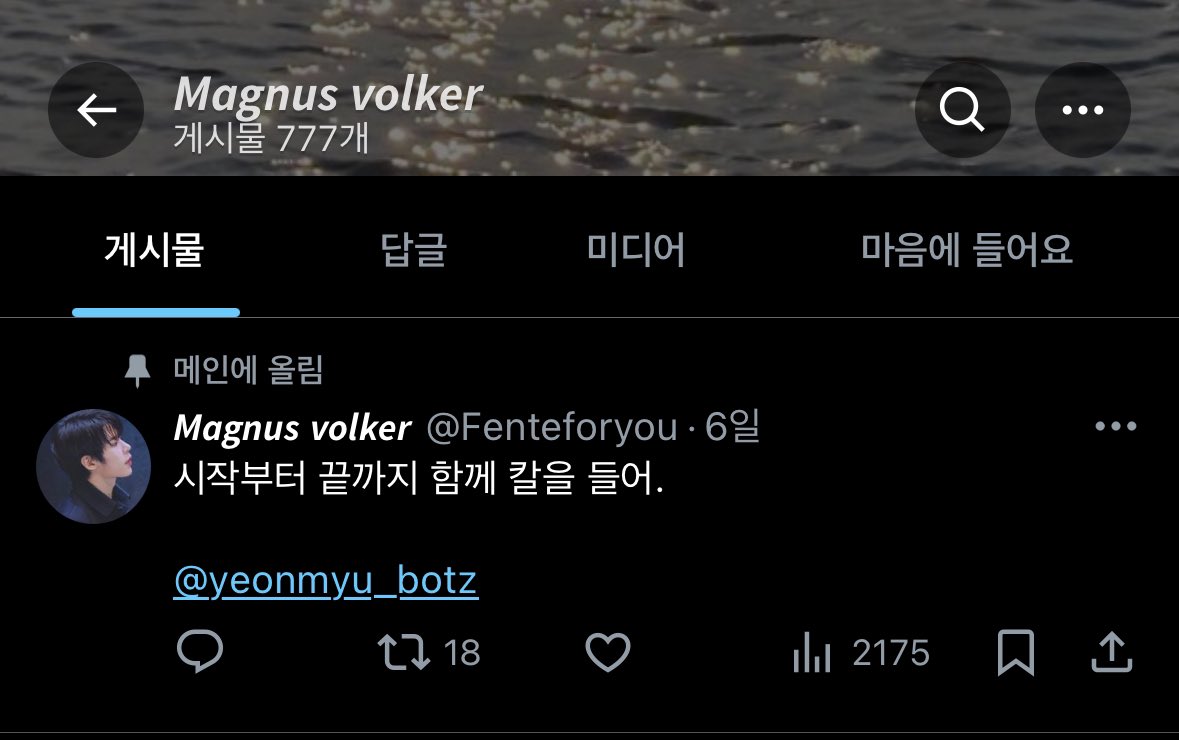 Magnus volker
게시물 777개
게시물 답글 미디어 마음에 들어요
메인에 올림
Magnus volker @Fenteforyou · 6일
시작부터 끝까지 함께 칼을 들어.
@yeonmyu_botz
18 2175